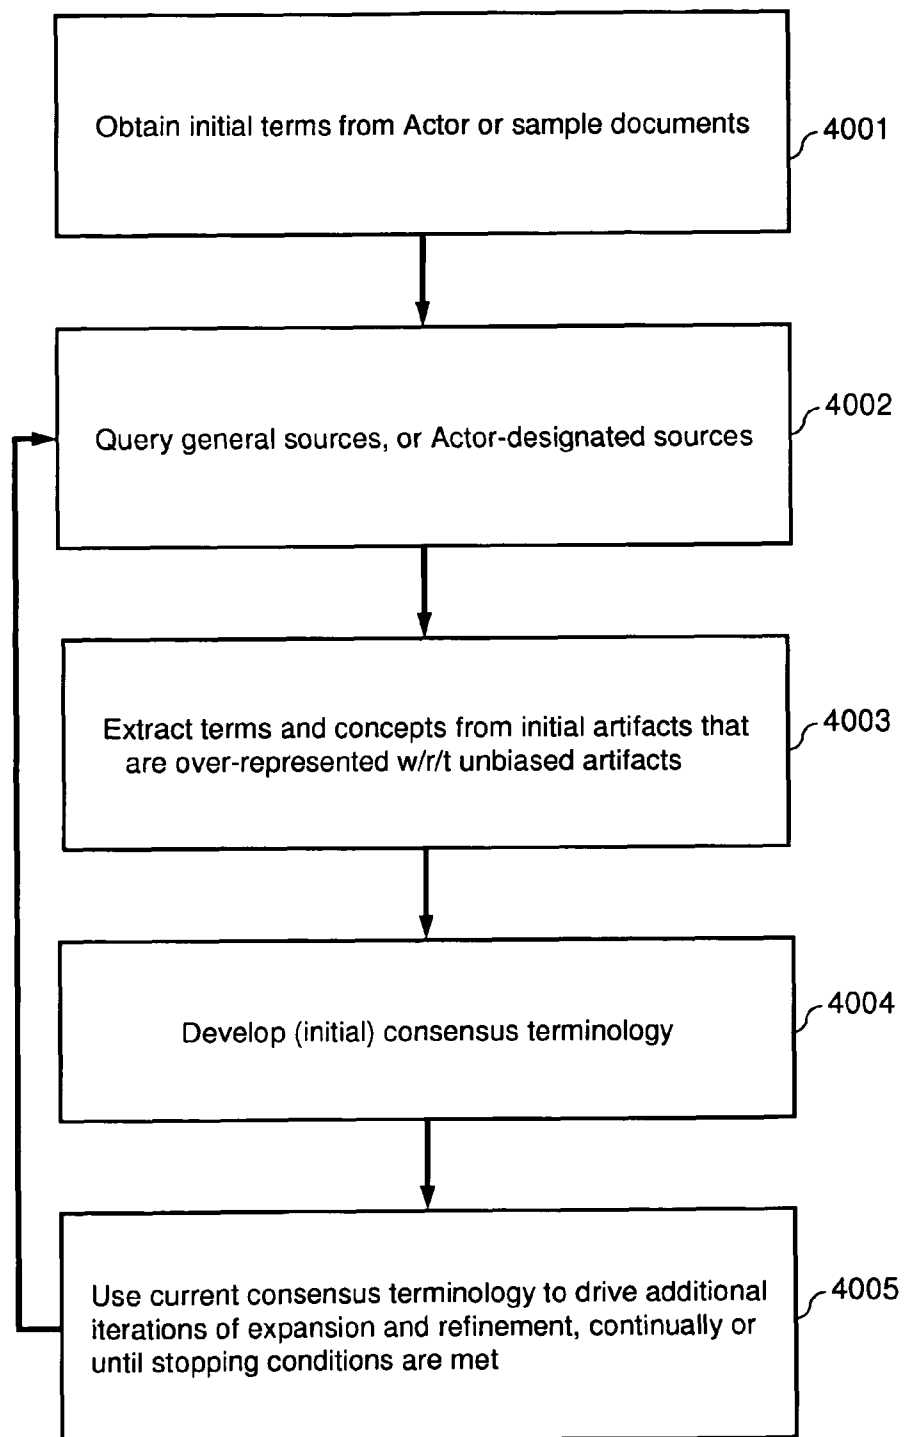 Obtain initial terms from Actor or sample documents
4001
Query general sources, or Actor-designated sources
4002
Extract terms and concepts from initial artifacts that
are over-represented w/r/t unbiased artifacts
4003
Develop (initial) consensus terminology
4004
Use current consensus terminology to drive additional
iterations of expansion and refinement, continually or
until stopping conditions are met
4005